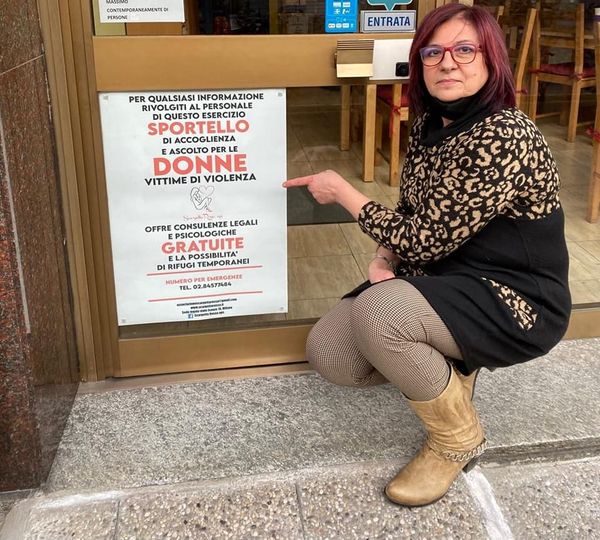 MASSIMO
CONTEMPORANEAMENTE DI
PERSONE
ENTRATA
PER QUALSIASI INFORMAZIONE
RIVOLGITI AL PERSONALE
DI QUESTO ESERCIZIO
SPORTELLO
DI ACCOGLIENZA
E ASCOLTO PER LE
DONNE
VITTIME DI VIOLENZA
OFFRE CONSULENZE LEGALI
E PSICOLOGICHE
GRATUITE
E LA POSSIBILITA'
DI RIFUGI TEMPORANEI
NUMERO PER EMERGENZE
TEL. 02.84577484